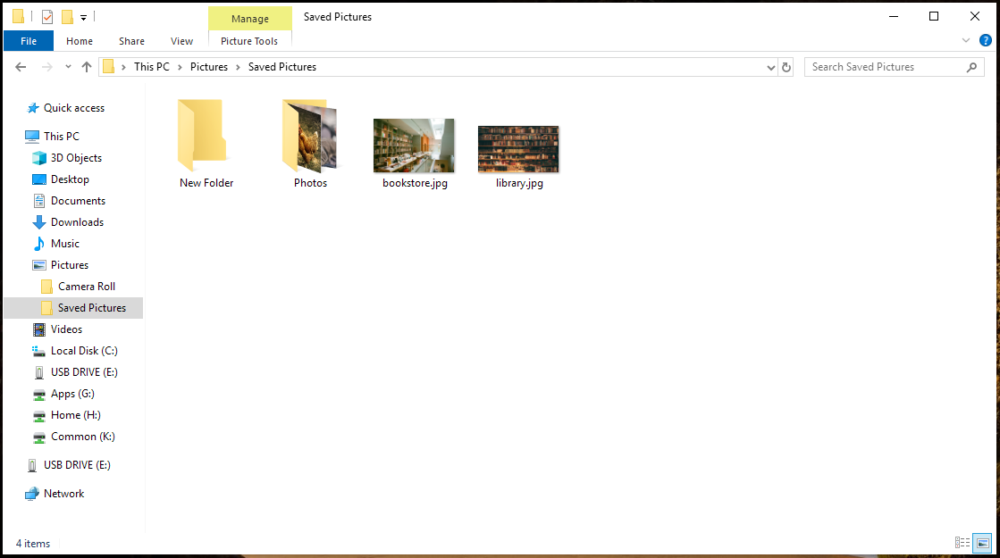 Manage
Saved Pictures
File
Home
Share
View
Picture Tools
?
This PC
Pictures
Saved Pictures
Search Saved Pictures
Quick access
This PC
3D Objects
Desktop
Documents
Downloads
Music
Pictures
Camera Roll
Saved Pictures
Videos
Local Disk (C:)
USB DRIVE (E:)
Apps (G:)
Home (H:)
Common (K:)
USB DRIVE (E:)
Network
New Folder
Photos
bookstore.jpg
library.jpg
4 items